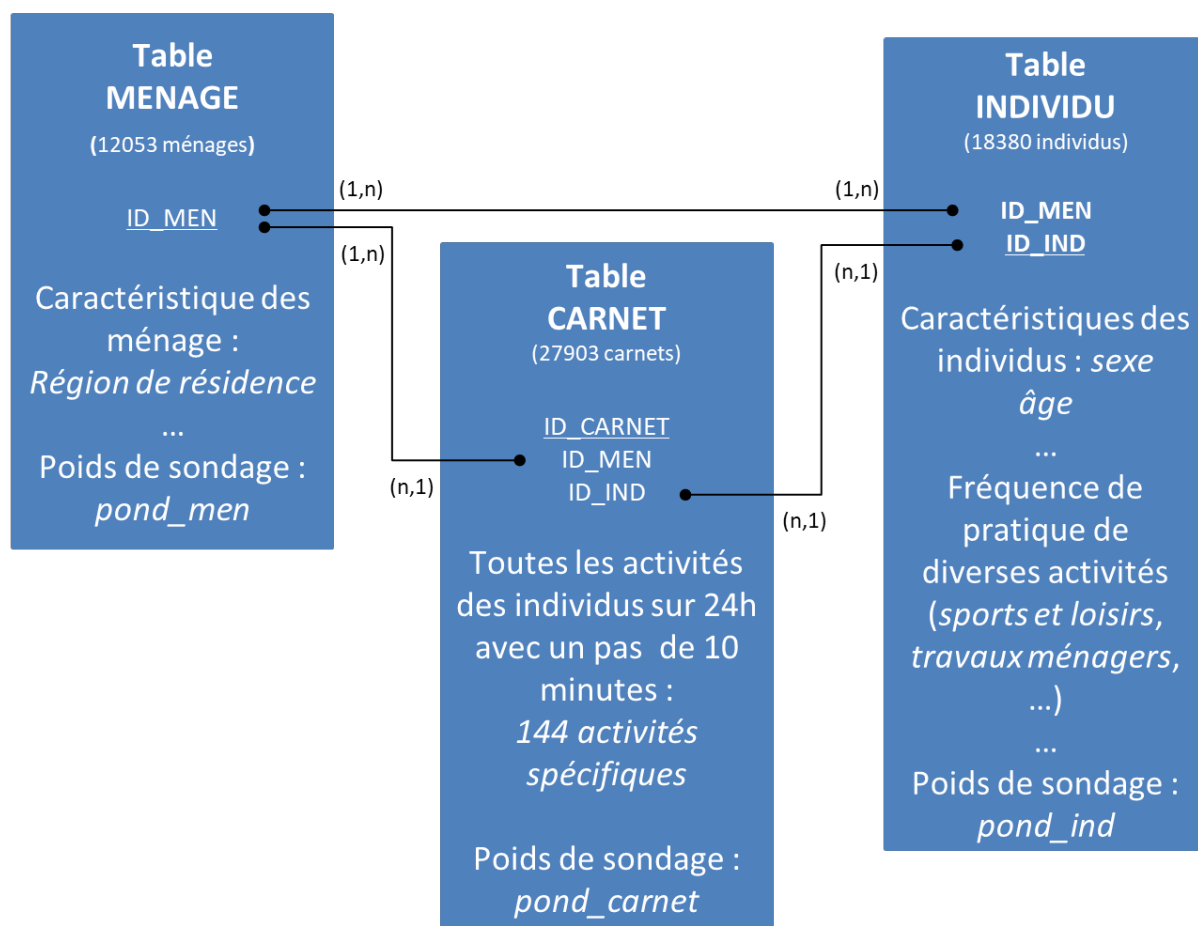 Table
MENAGE
(12053 ménages)
ID_MEN
Caractéristique des
ménage :
Région de résidence
...
Poids de sondage :
pond_men
(1,n)
(1,n)
(1,n)
(n,1)
(n,1)
(n,1)
Table
CARNET
(27903 carnets)
ID_CARNET
ID_MEN
ID_IND
Toutes les activités
des individus sur 24h
avec un pas de 10
minutes :
144 activités
spécifiques
Poids de sondage :
pond_carnet
Table
INDIVIDU
(18380 individus)
ID_MEN
ID_IND
Caractéristiques des
individus : sexe
âge
...
Fréquence de
pratique de
diverses activités
(sports et loisirs,
travaux ménagers,
...)
...
Poids de sondage :
pond_ind